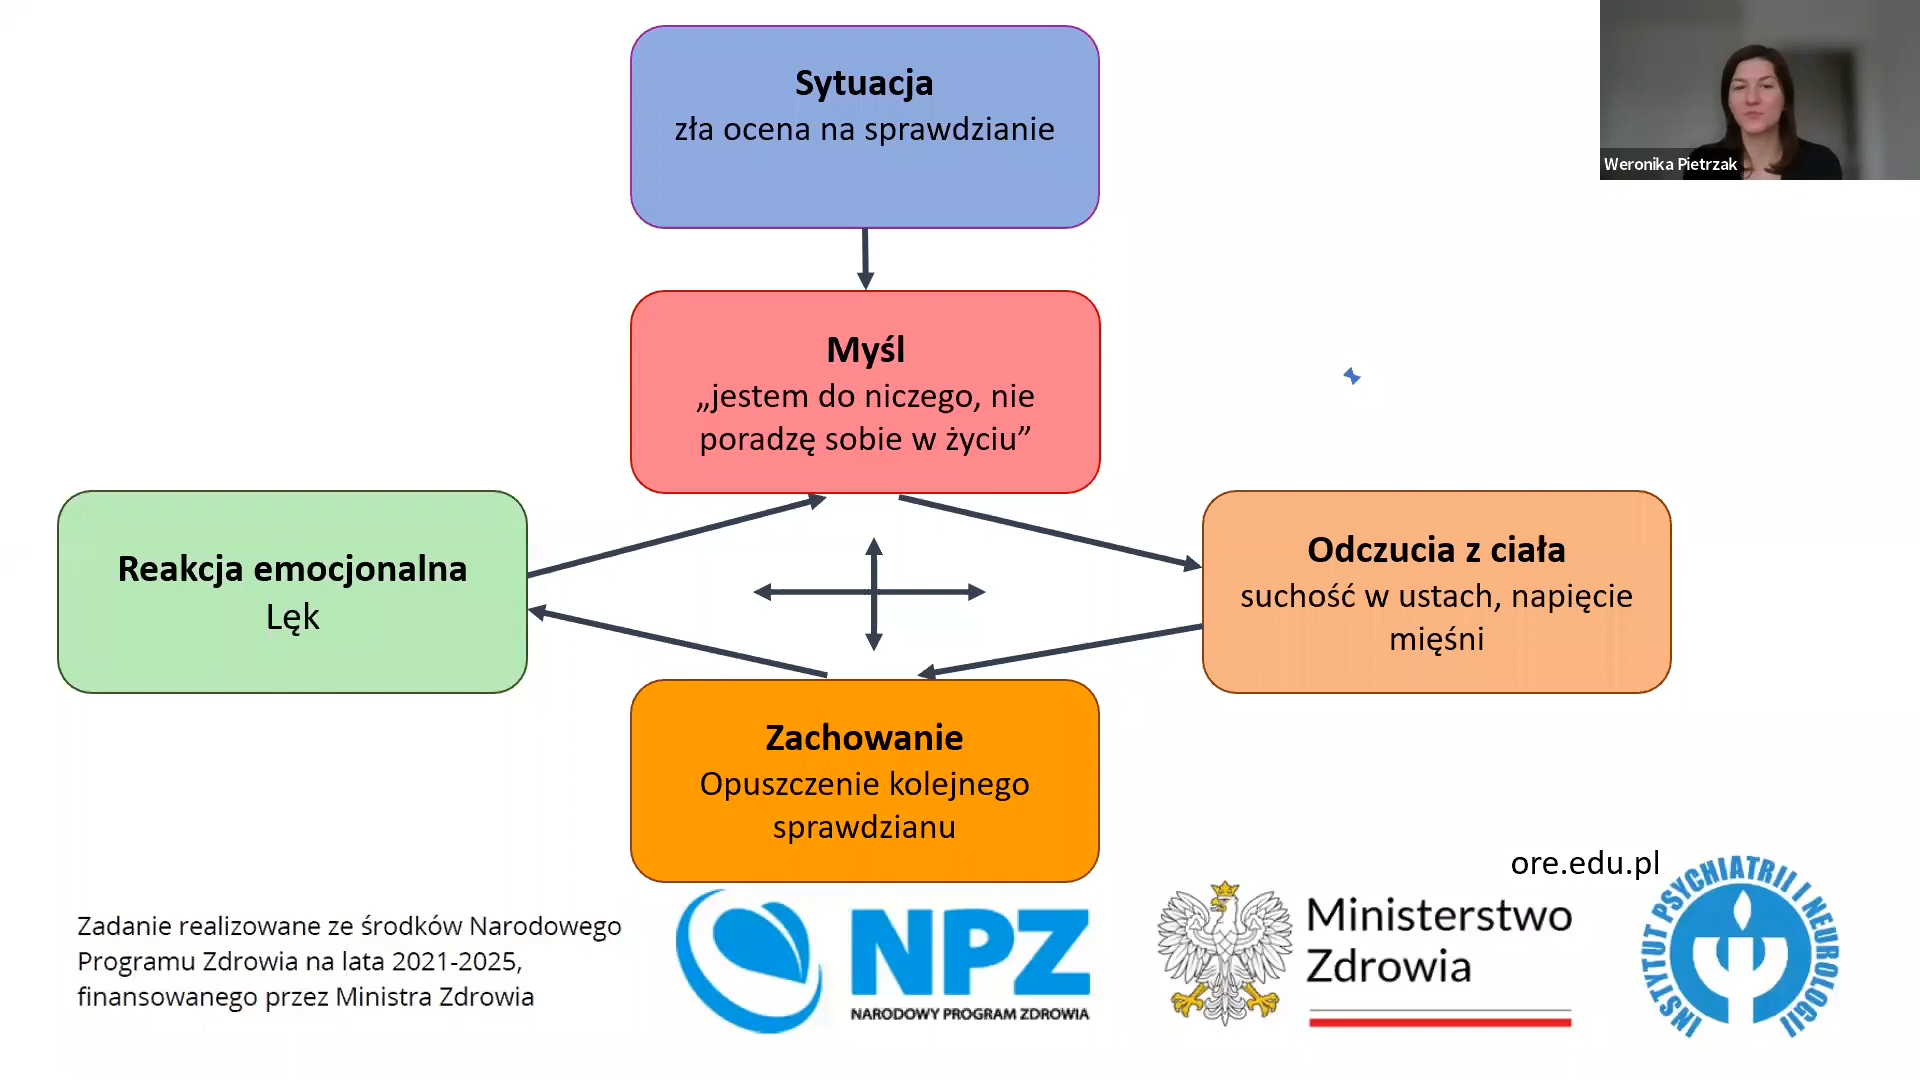 Sytuacja
zła ocena na sprawdzianie
Weronika Pietrzak
Myśl
„jestem do niczego, nie
poradzę sobie w życiu”
Reakcja emocjonalna
Lęk
Odczucia z ciała
suchość w ustach, napięcie
mięśni
Zachowanie
Opuszczenie kolejnego
sprawdzianu
ore.edu.pl
Zadanie realizowane ze środków Narodowego
Programu Zdrowia na lata 2021-2025,
finansowanego przez Ministra Zdrowia
NPZ
NARODOWY PROGRAM ZDROWIA
Ministerstwo
Zdrowia
INSTYTUT PSYCHIATRII I NEUROLOGII